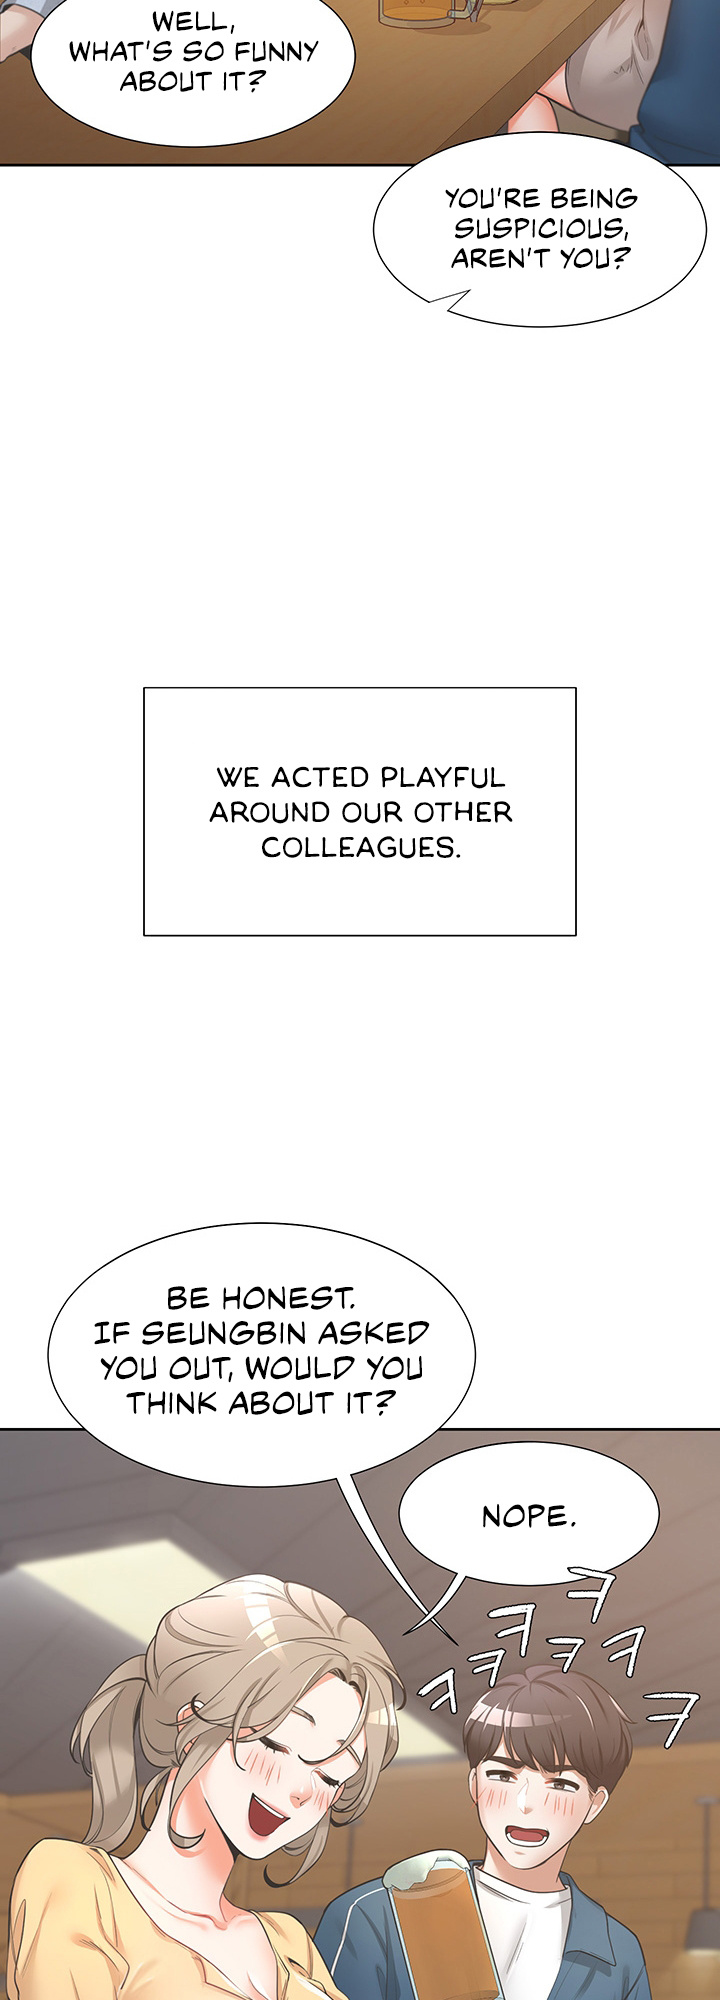 WELL,
WHAT'S SO FUNNY
ABOUT IT?
YOU'RE BEING
SUSPICIOUS,
AREN'T YOU?
WE ACTED PLAYFUL
AROUND OUR OTHER
COLLEAGUES.
BE HONEST.
IF SEUNGBIN ASKED
YOU OUT, WOULD YOU
THINK ABOUT IT?
NOPE.
ㅋㅋㅋㅋㅋㅋㅋ